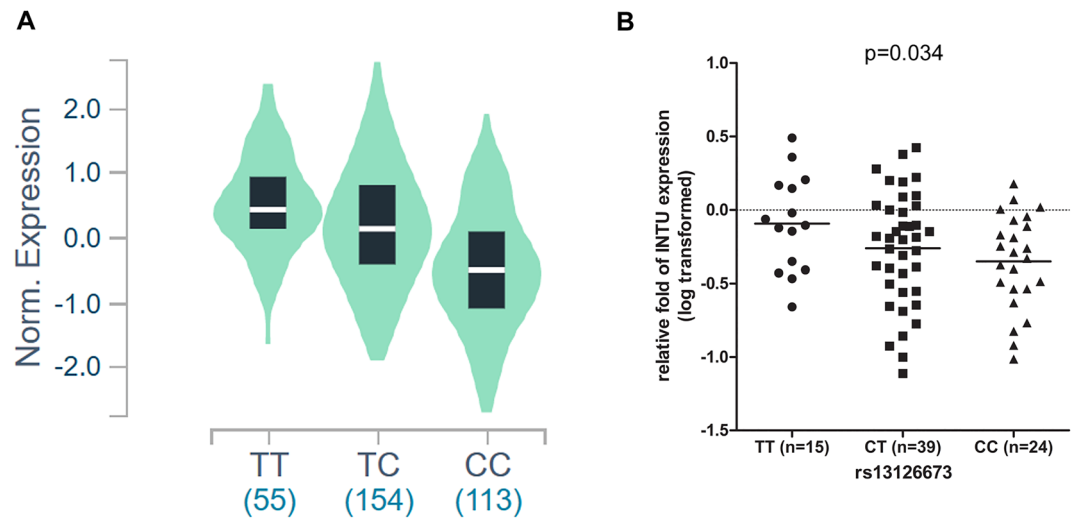 A
Norm. Expression
2.0
1.0
0.0
-1.0
-2.0
TT
TC
CC
(55)
(154)
(113)
B
p=0.034
relative fold of INTU expression
(log transformed)
1.0
0.5
0.0
-0.5
-1.0
-1.5
TT (n=15)
CT (n=39)
CC (n=24)
rs13126673